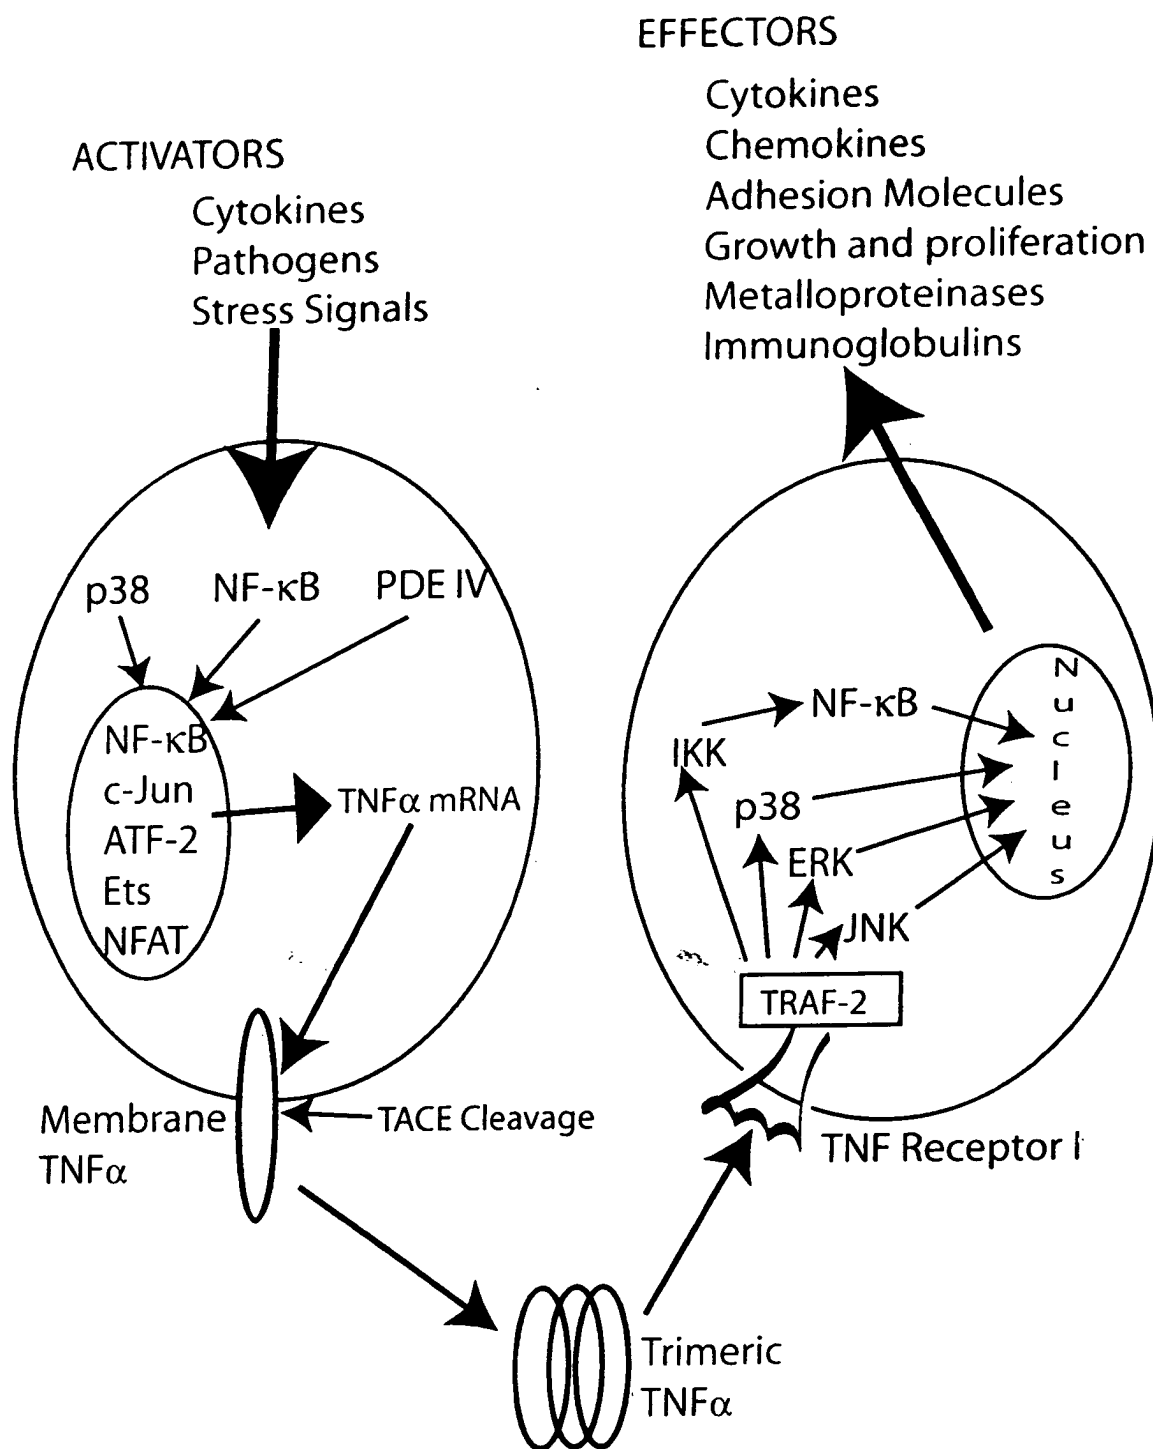 EFFECTORS
Cytokines
Chemokines
Adhesion Molecules
Growth and proliferation
Metalloproteinases
Immunoglobulins
ACTIVATORS
Cytokines
Pathogens
Stress Signals
p38
NF-κB
PDE IV
NF-κB
c-Jun
ATF-2
Ets
NFAT
TNFα mRNA
Membrane
TNFα
TACE Cleavage
Trimeric
TNFα
TNF Receptor I
TRAF-2
IKK
NF-κB
p38
ERK
JNK
Nucleus